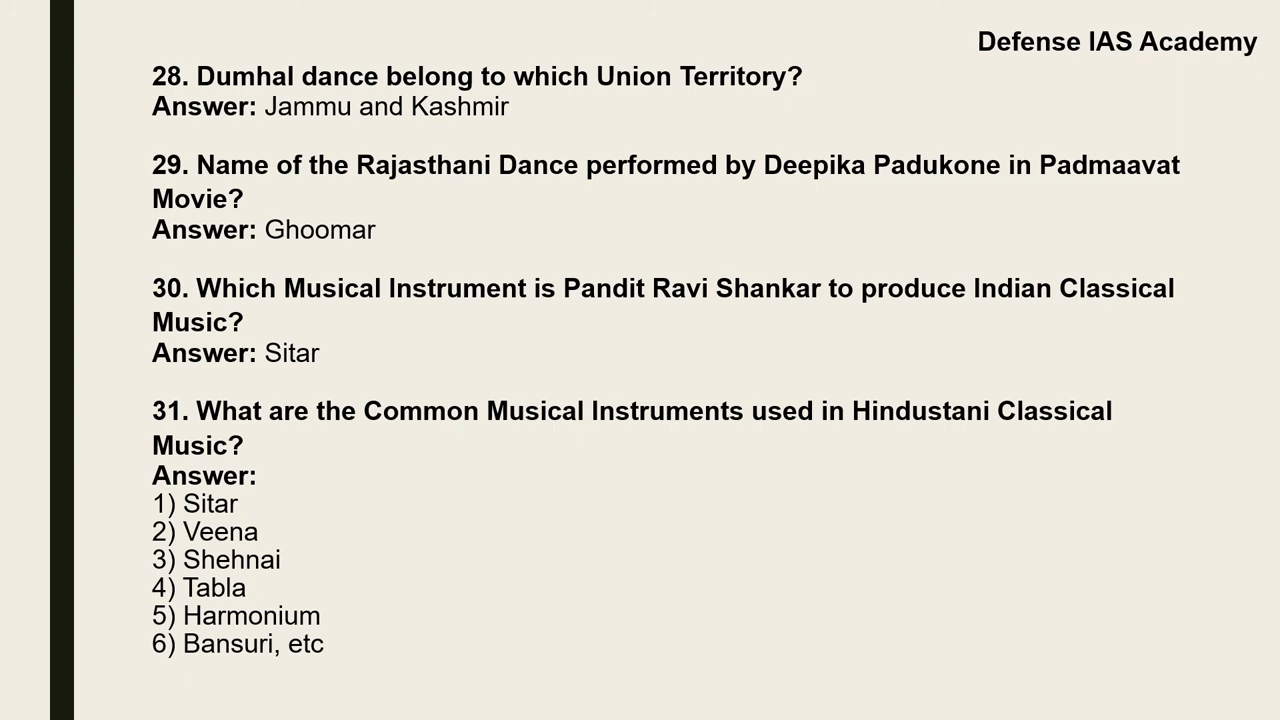 Defense IAS Academy
28. Dumhal dance belong to which Union Territory?
Answer: Jammu and Kashmir
29. Name of the Rajasthani Dance performed by Deepika Padukone in Padmaavat
Movie?
Answer: Ghoomar
30. Which Musical Instrument is Pandit Ravi Shankar to produce Indian Classical
Music?
Answer: Sitar
31. What are the Common Musical Instruments used in Hindustani Classical
Music?
Answer:
1) Sitar
2) Veena
3) Shehnai
4) Tabla
5) Harmonium
6) Bansuri, etc